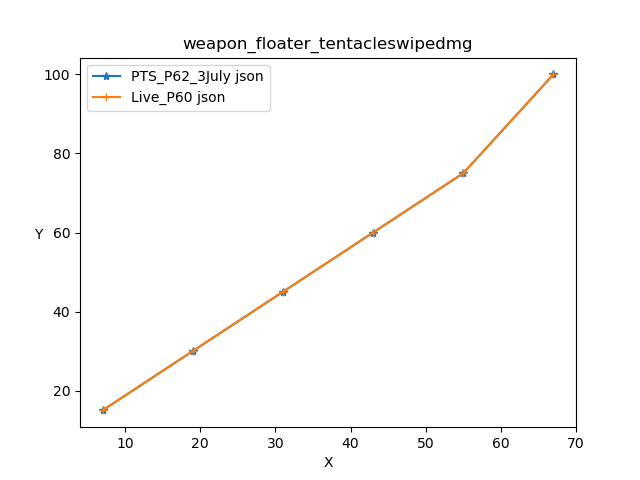 weapon_floater_tentacleswipedmg
PTS_P62_3July json
Live_P60 json
100
80
60
40
20
Y
10 20 30 40 50 60 70
X